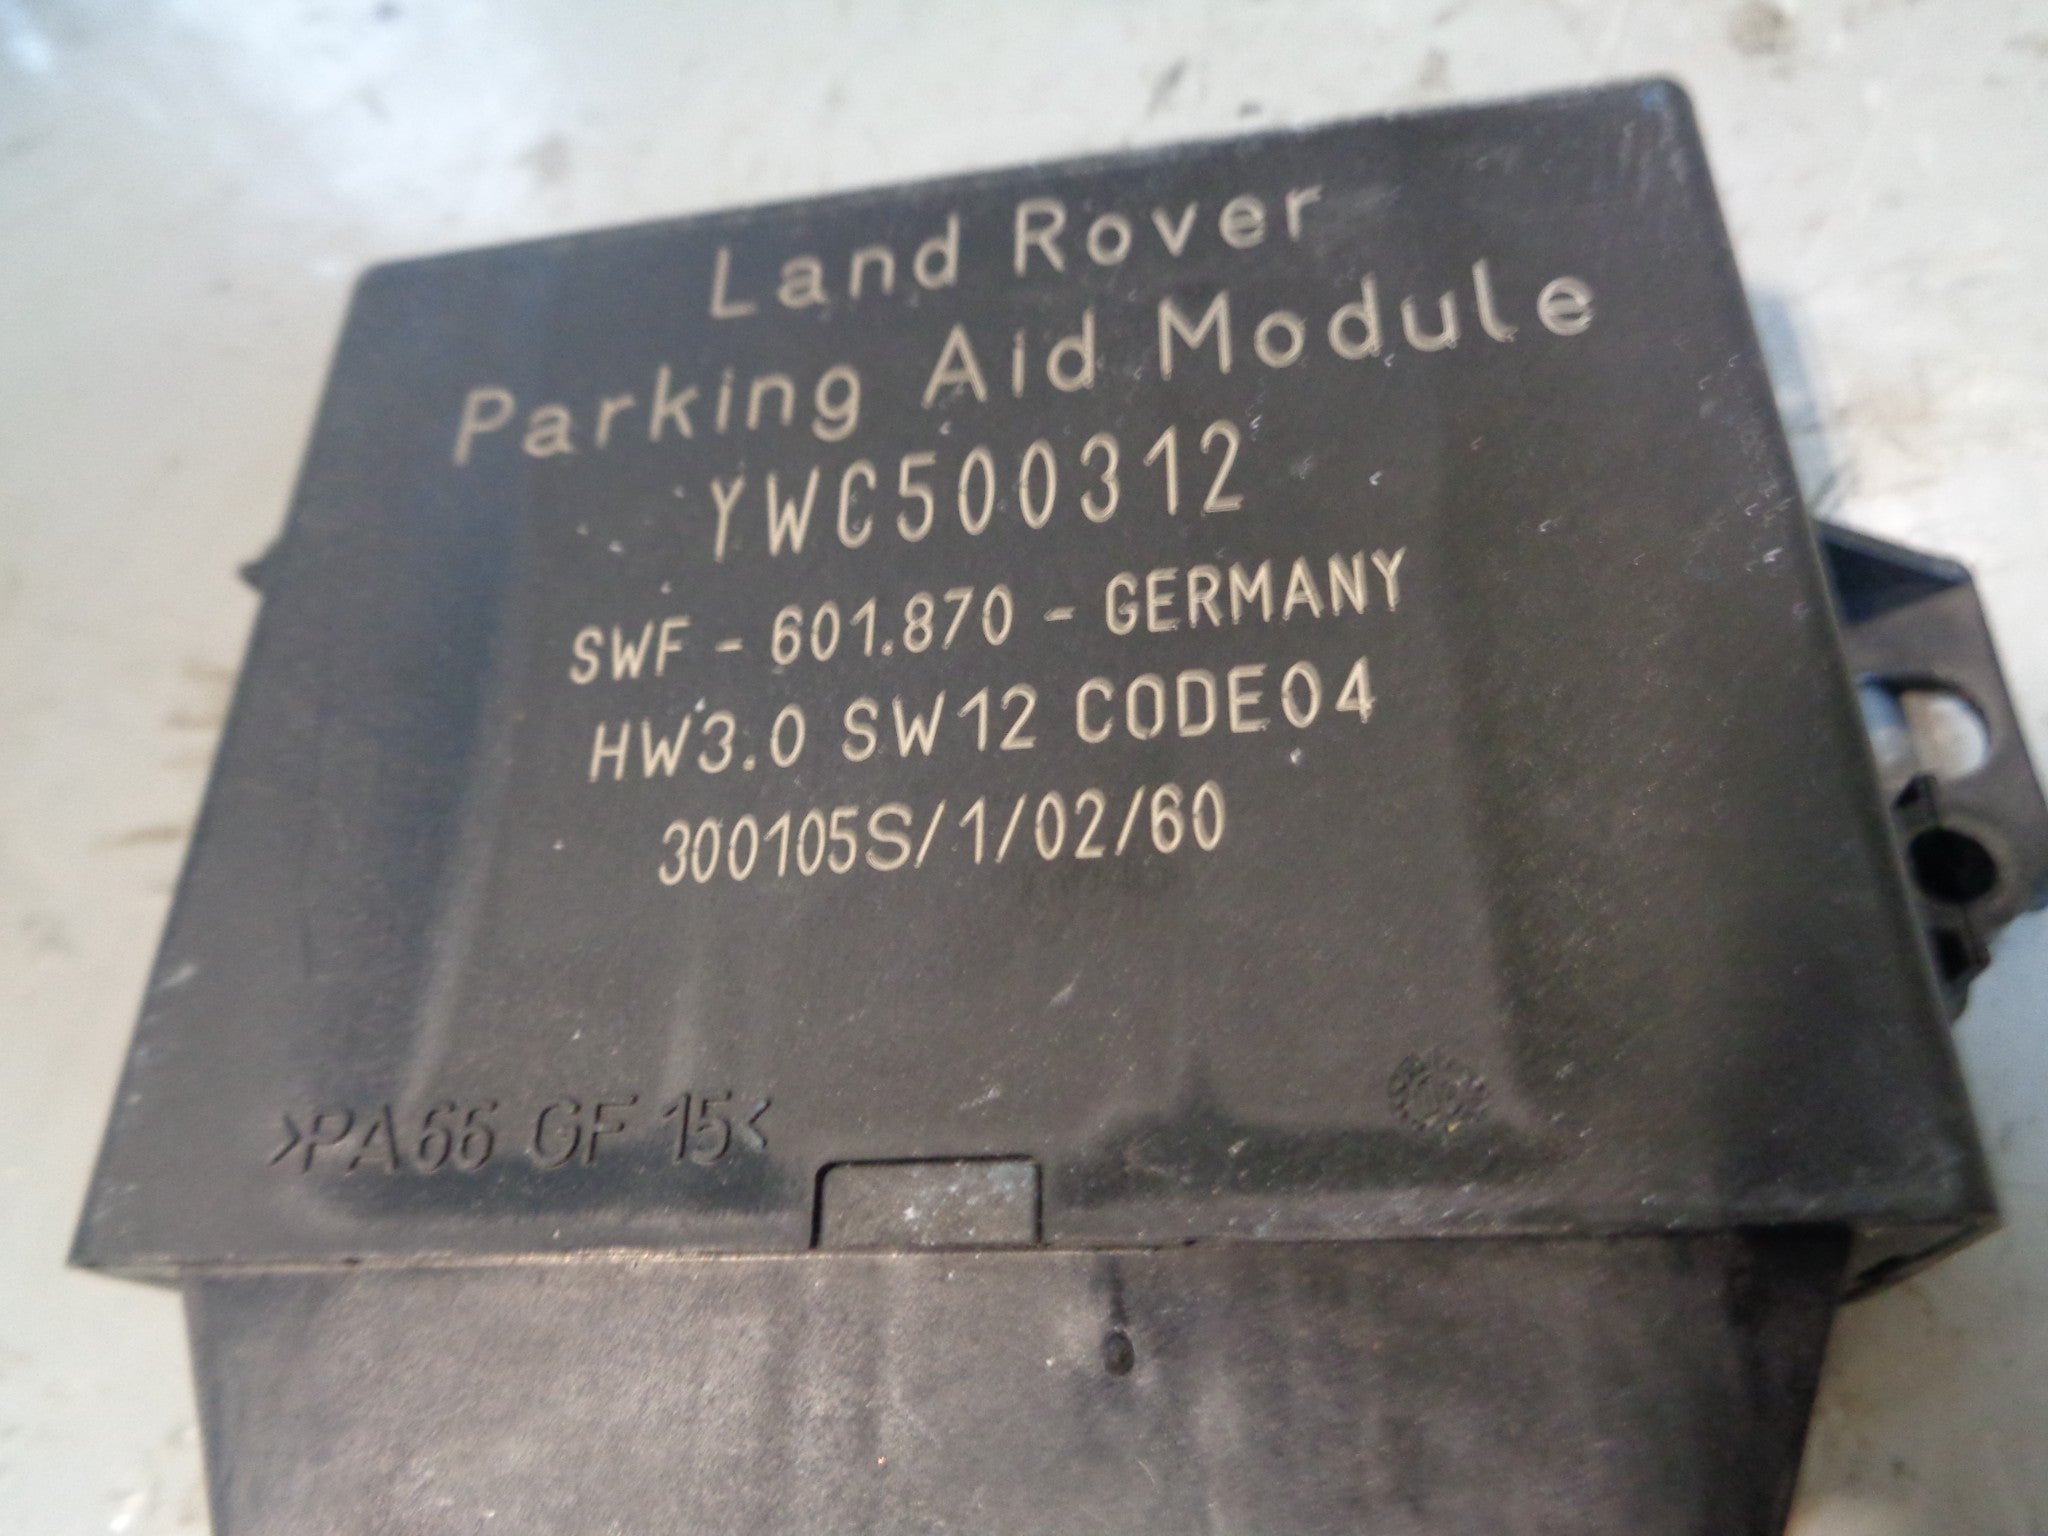 Land Rover
Parking Aid Module
YWC500312
SWF - 601.870 - GERMANY
HW3.0 SW12 CODE04
300105S/1/02/60
>PA66 GF 15<